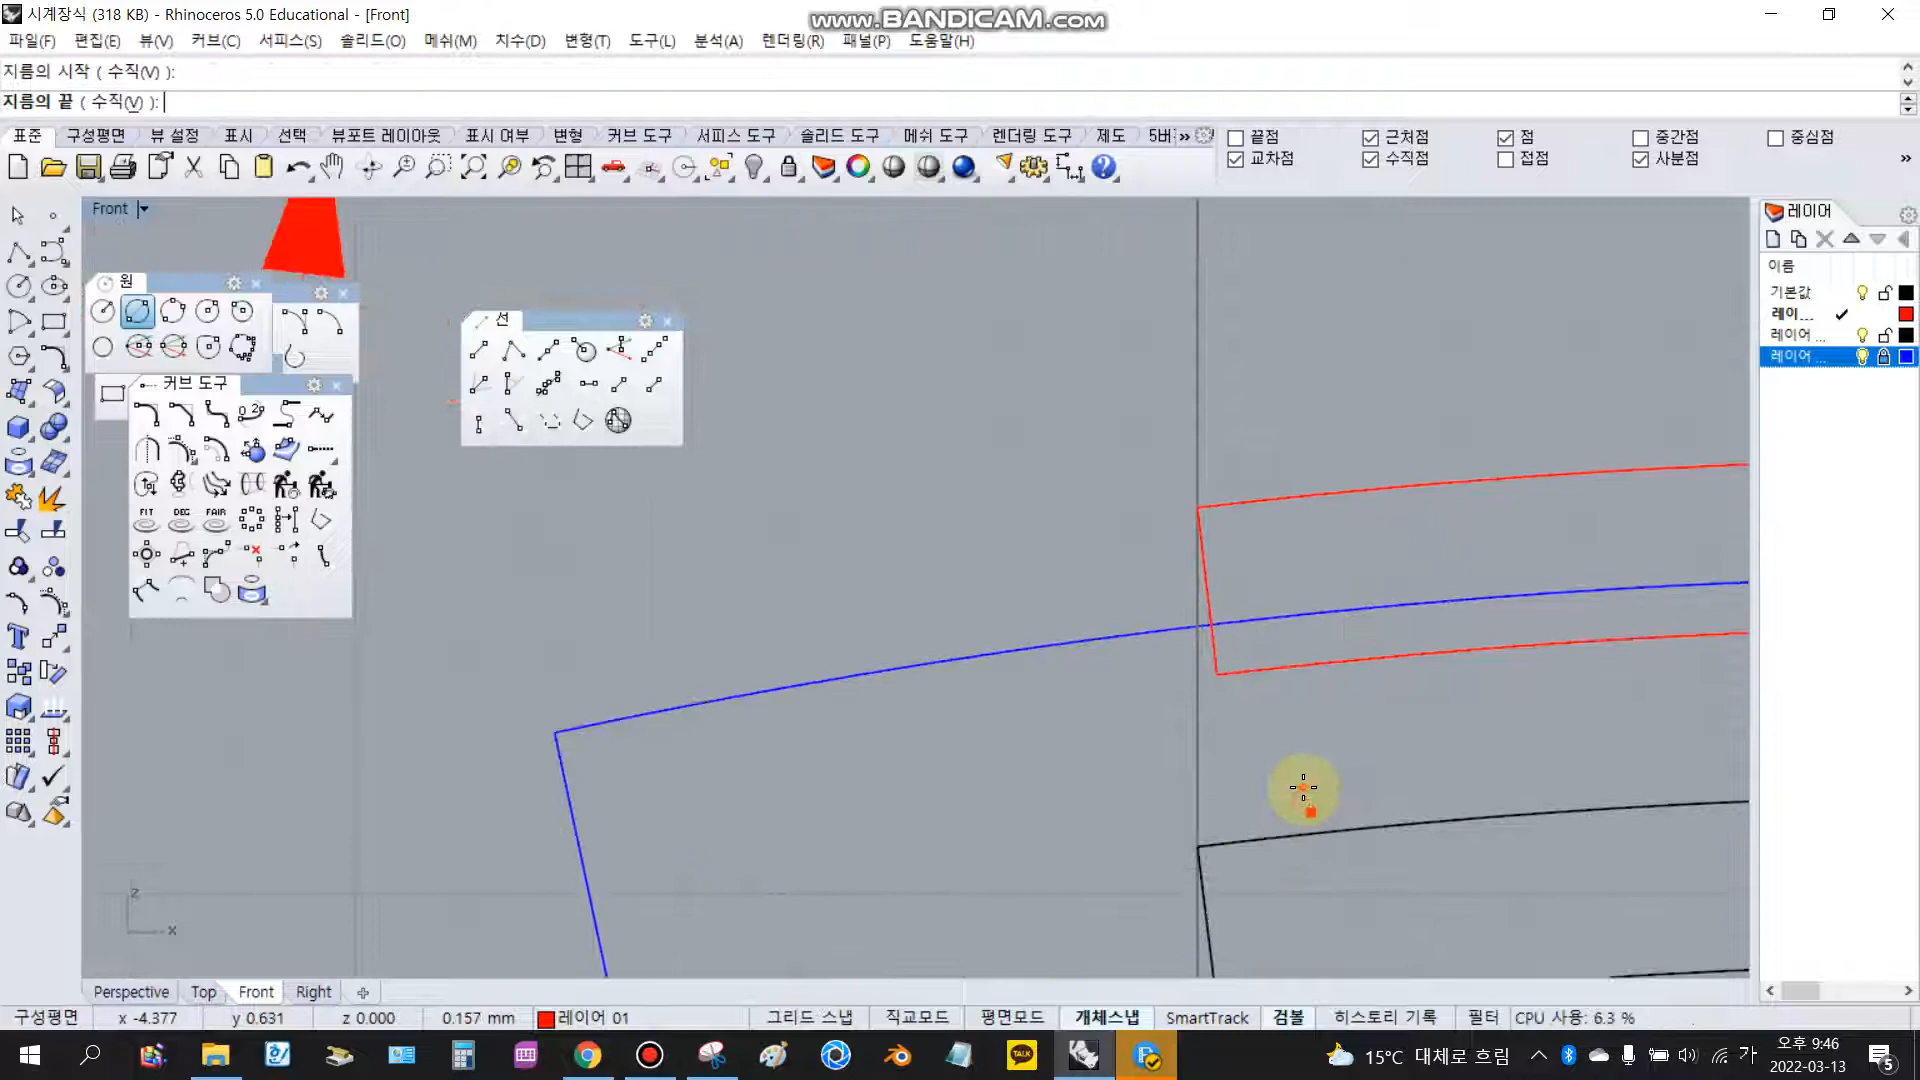 시계장식 (318 KB) - Rhinoceros 5.0 Educational - [Front]
www.BANDICAM.com
파일(F) 편집(E) 뷰(V) 커브(C) 서피스(S) 솔리드(O) 메쉬(M) 치수(D) 변형(T) 도구(L) 분석(A) 렌더링(R) 패널(P) 도움말(H)
지름의 시작 ( 수직(V) ):
지름의 끝 ( 수직(V) ):
표준 구성평면 뷰 설정 표시 선택 뷰포트 레이아웃 표시 여부 변형 커브 도구 서피스 도구 솔리드 도구 메쉬 도구 렌더링 도구 제도 »
끝점 근처점 점 중간점 중심점
교차점 수직점 접점 사분점 »
Front
레이어
이름
기본값
레이...
레이어 ...
레이어 ...
원
선
커브 도구
FIT DEG FAIR
T
z
x
Perspective Top Front Right
구성평면 x -4.377 y 0.631 z 0.000 0.157 mm 레이어 01 그리드 스냅 직교모드 평면모드 개체스냅 SmartTrack 검볼 히스토리 기록 필터 CPU 사용: 6.3 %
TALK
15°C 대체로 흐림 가 오후 9:46
2022-03-13
5